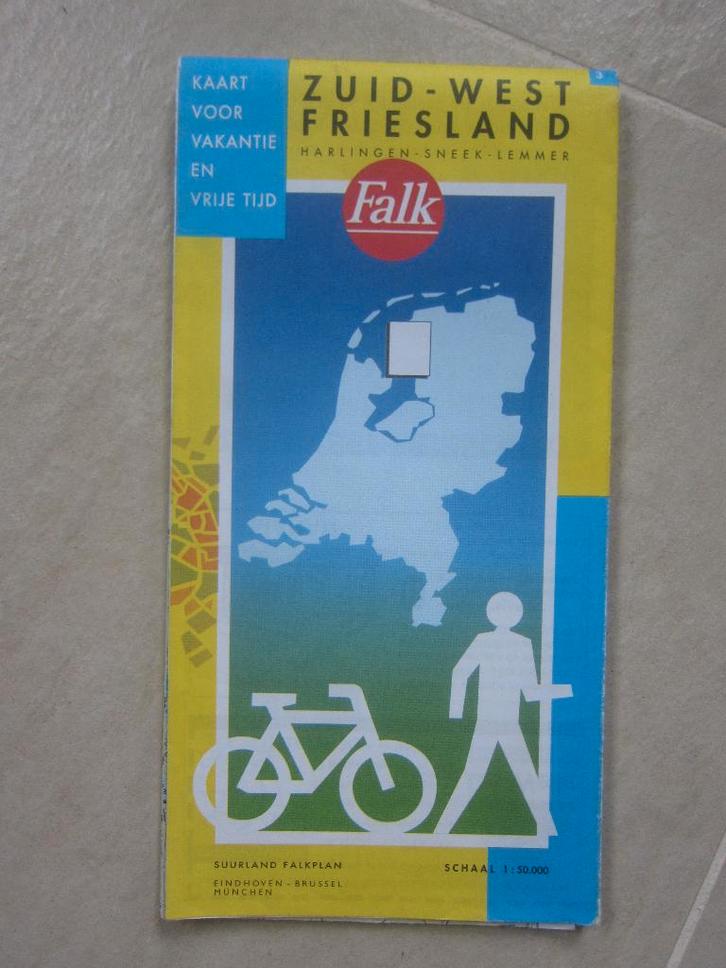 KAART
VOOR
VAKANTIE
EN
VRIJE TIJD
3
ZUID-WEST
FRIESLAND
HARLINGEN-SNEEK-LEMMER
Falk
SUURLAND FALKPLAN
EINDHOVEN - BRUSSEL
MÜNCHEN
SCHAAL 1:50.000